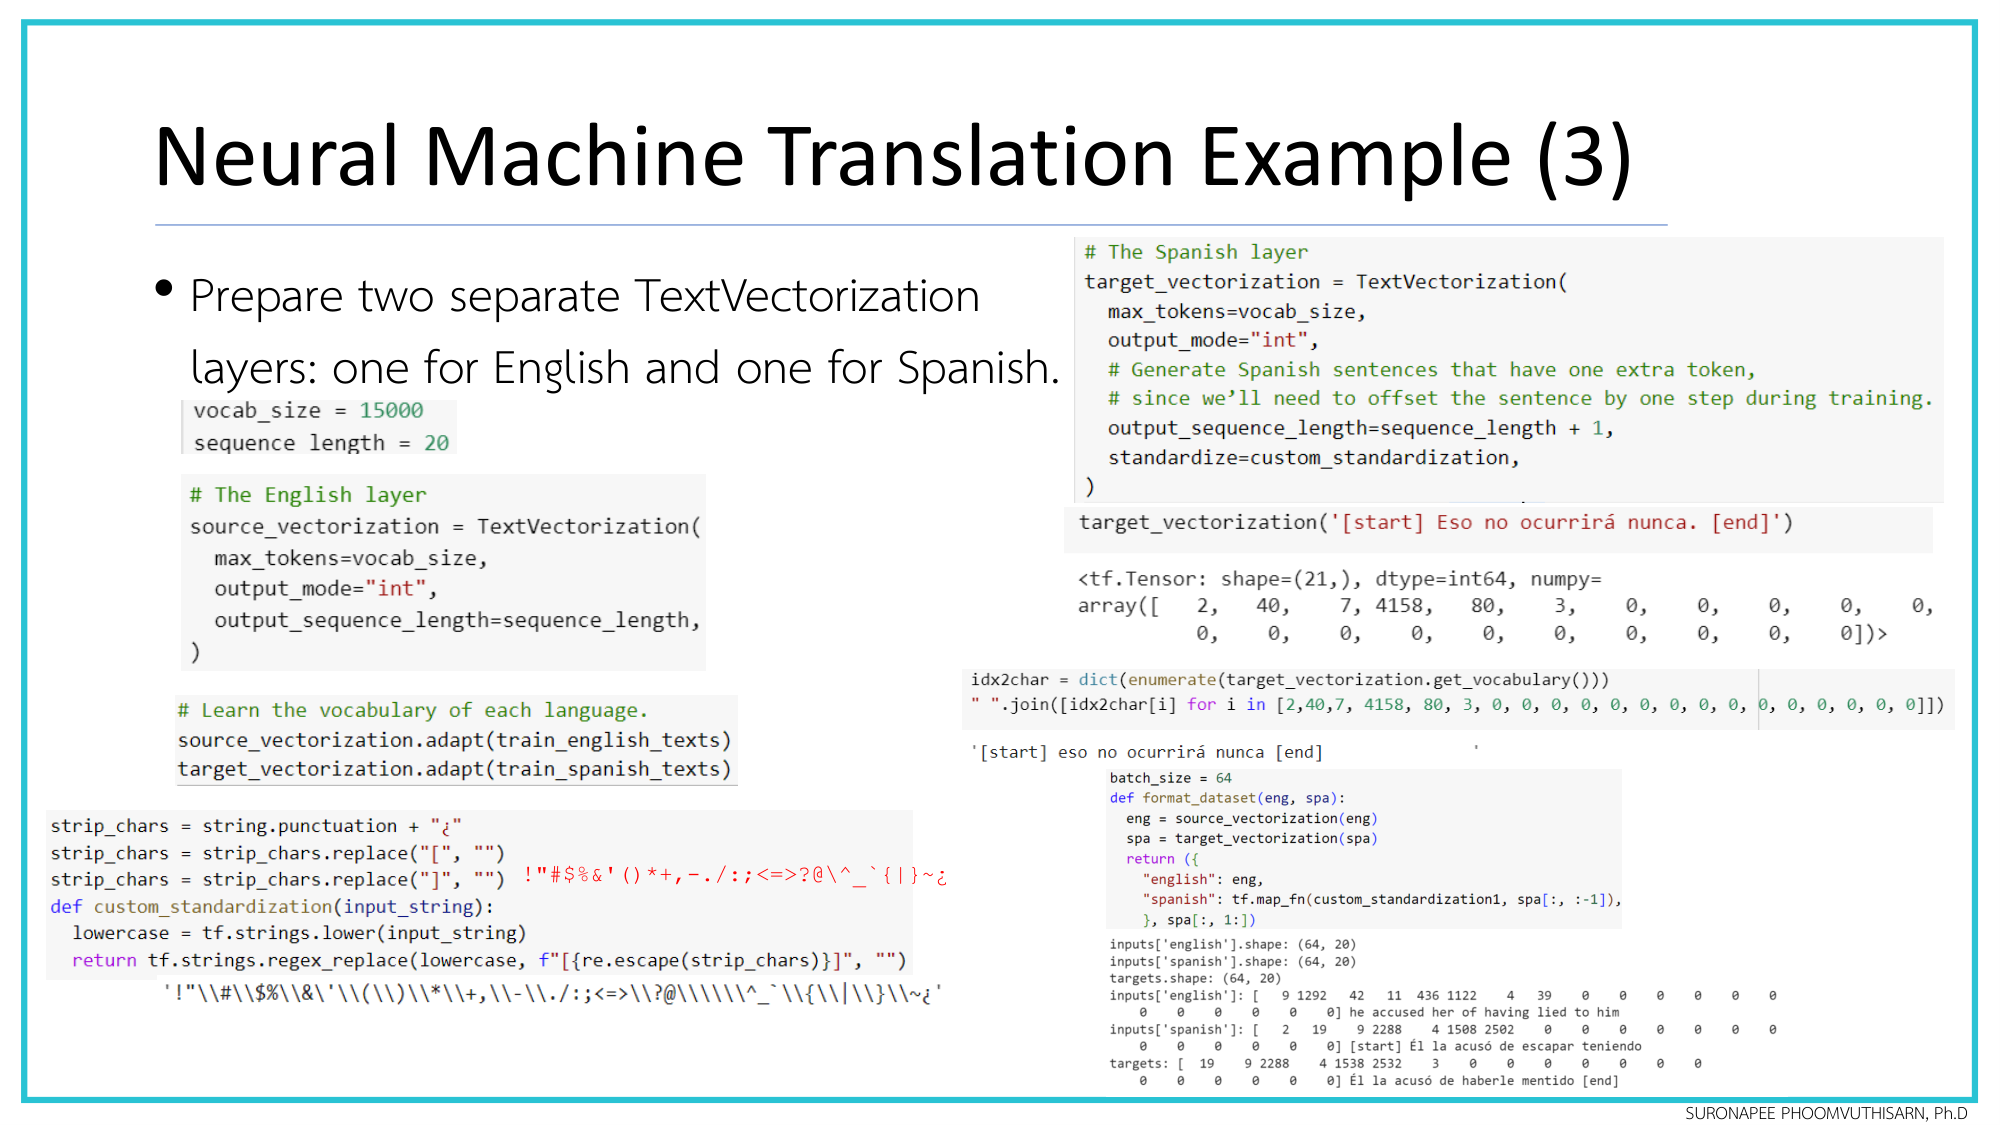 Neural Machine Translation Example (3)
• Prepare two separate TextVectorization
layers: one for English and one for Spanish.
vocab_size = 15000
sequence length = 20
# The English layer
source_vectorization = TextVectorization(
  max_tokens=vocab_size,
  output_mode="int",
  output_sequence_length=sequence_length,
)
# Learn the vocabulary of each language.
source_vectorization.adapt(train_english_texts)
target_vectorization.adapt(train_spanish_texts)
strip_chars = string.punctuation + "¿"
strip_chars = strip_chars.replace("[", "")
strip_chars = strip_chars.replace("]", "")
!"#$%&'()*+,-./:;<=>?@\^_`{|}~¿
def custom_standardization(input_string):
  lowercase = tf.strings.lower(input_string)
  return tf.strings.regex_replace(lowercase, f"[{re.escape(strip_chars)}]", "")
'!"\\#\\$%\\&\'\\(\\)\\*\\+,\\-\\./:;<=>\\?@\\\\\\^_`\\{\\|\\}\\~¿'
# The Spanish layer
target_vectorization = TextVectorization(
  max_tokens=vocab_size,
  output_mode="int",
  # Generate Spanish sentences that have one extra token,
  # since we’ll need to offset the sentence by one step during training.
  output_sequence_length=sequence_length + 1,
  standardize=custom_standardization,
)
target_vectorization('[start] Eso no ocurrirá nunca. [end]')
<tf.Tensor: shape=(21,), dtype=int64, numpy=
array([ 2, 40, 7, 4158, 80, 3, 0, 0, 0, 0, 0,
0, 0, 0, 0, 0, 0, 0, 0, 0, 0])>
idx2char = dict(enumerate(target_vectorization.get_vocabulary()))
" ".join([idx2char[i] for i in [2,40,7, 4158, 80, 3, 0, 0, 0, 0, 0, 0, 0, 0, 0, 0, 0, 0, 0, 0, 0]])
'[start] eso no ocurrirá nunca [end] '
batch_size = 64
def format_dataset(eng, spa):
  eng = source_vectorization(eng)
  spa = target_vectorization(spa)
  return ({
    "english": eng,
    "spanish": tf.map_fn(custom_standardization1, spa[:, :-1]),
    }, spa[:, 1:])
inputs['english'].shape: (64, 20)
inputs['spanish'].shape: (64, 20)
targets.shape: (64, 20)
inputs['english']: [ 9 1292 42 11 436 1122 4 39 0 0 0 0 0 0
0 0 0 0 0 0] he accused her of having lied to him
inputs['spanish']: [ 2 19 9 2288 4 1508 2502 0 0 0 0 0 0 0
0 0 0 0 0 0] [start] Él la acusó de escapar teniendo
targets: [ 19 9 2288 4 1538 2532 3 0 0 0 0 0 0 0
0 0 0 0 0 0] Él la acusó de haberle mentido [end]
SURONAPEE PHOOMVUTHISARN, Ph.D